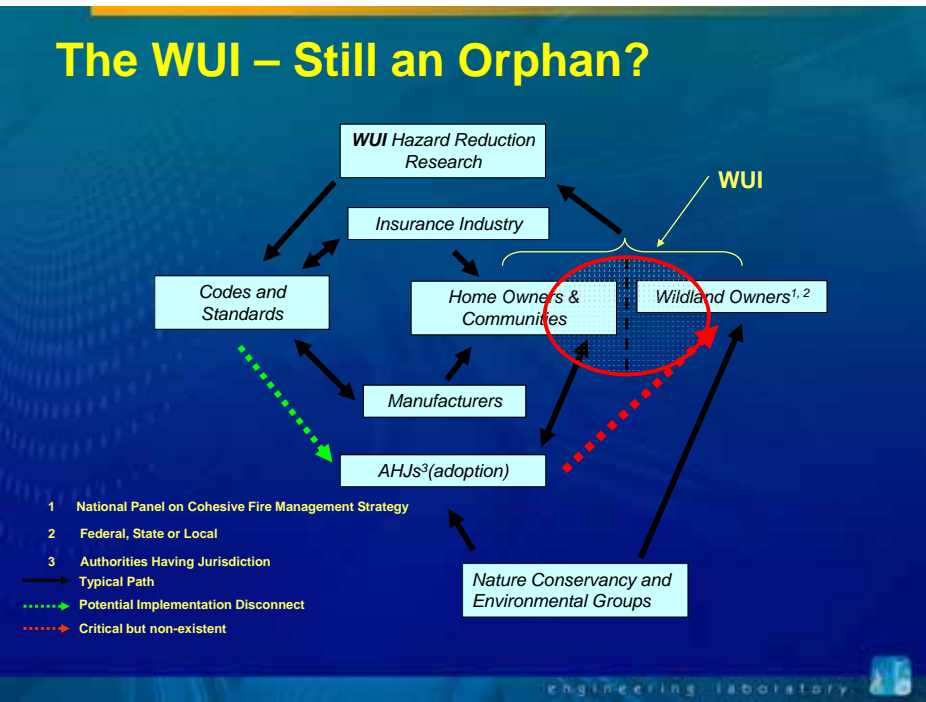 The WUI – Still an Orphan?
WUI Hazard Reduction
Research
WUI
Insurance Industry
Codes and
Standards
Home Owners &
Communities
Wildland Owners1, 2
Manufacturers
AHJs3(adoption)
1 National Panel on Cohesive Fire Management Strategy
2 Federal, State or Local
3 Authorities Having Jurisdiction
Typical Path
Potential Implementation Disconnect
Critical but non-existent
Nature Conservancy and
Environmental Groups
engineering laboratory